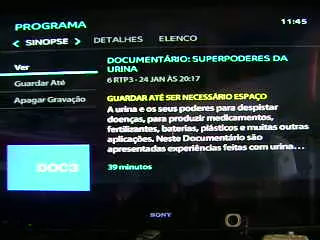 PROGRAMA
11:45
SINOPSE
DETALHES
ELENCO
Ver
Guardar Até
Apagar Gravação
DOCUMENTÁRIO: SUPERPODERES DA
URINA
6 RTP3 - 24 JAN ÀS 20:17
GUARDAR ATÉ SER NECESSÁRIO ESPAÇO
A urina e os seus poderes para despistar
doenças, para produzir medicamentos,
fertilizantes, baterias, plásticos e muitas outras
aplicações. Neste Documentário são
apresentadas experiências feitas com urina...
39 minutos
DOC3
SONY